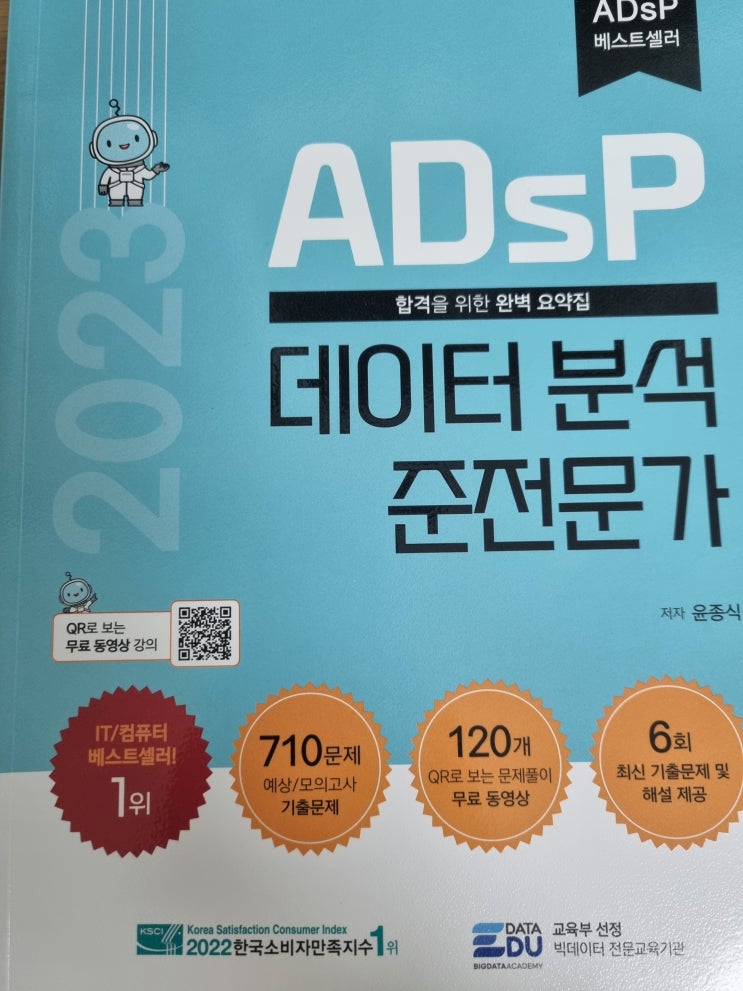 ADsP
베스트셀러
2023
ADsP
합격을 위한 완벽 요약집
데이터 분석
준전문가
저자 윤종식
QR로 보는
무료 동영상 강의
IT/컴퓨터
베스트셀러!
1위
710문제
예상/모의고사
기출문제
120개
QR로 보는 문제풀이
무료 동영상
6회
최신 기출문제 및
해설 제공
KSCI Korea Satisfaction Consumer Index
2022한국소비자만족지수1위
DATA
EDU
BIGDATAACADEMY
교육부 선정
빅데이터 전문교육기관